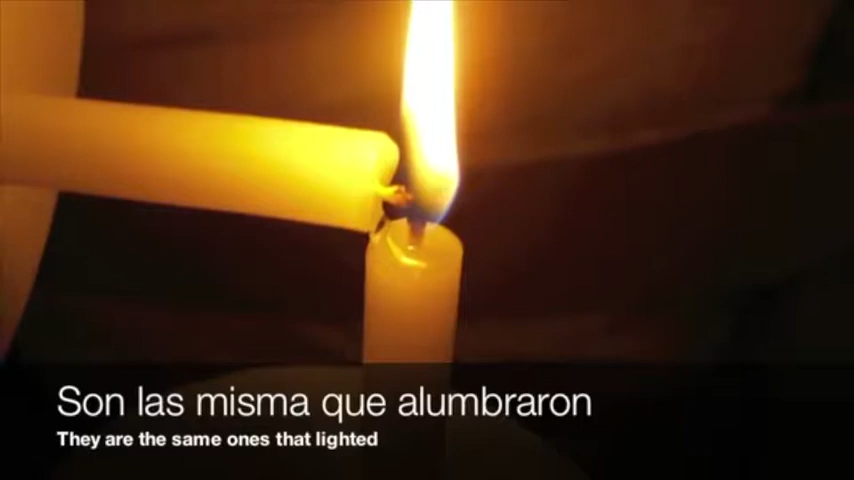 Son las misma que alumbraron
They are the same ones that lighted